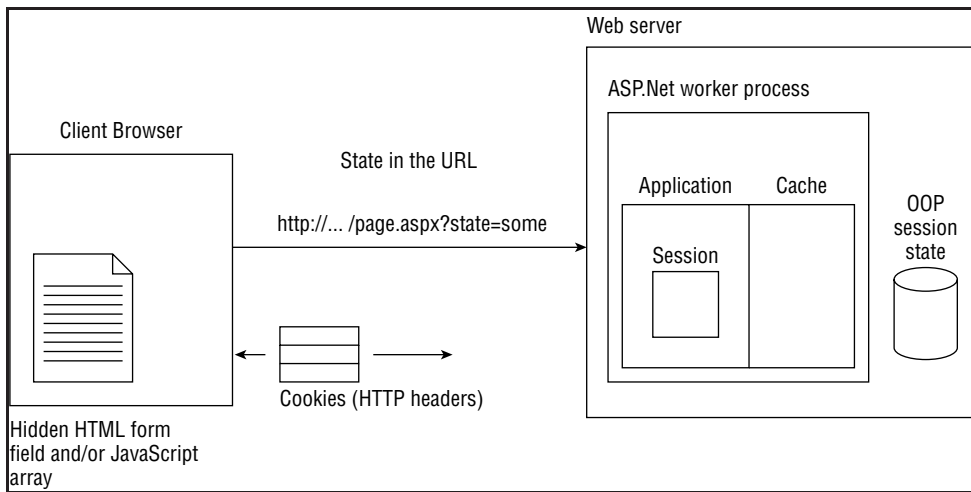 Web server
ASP.Net worker process
Client Browser
State in the URL
Application
Cache
OOP
session
state
http://... /page.aspx?state=some
Session
Cookies (HTTP headers)
Hidden HTML form
field and/or JavaScript
array